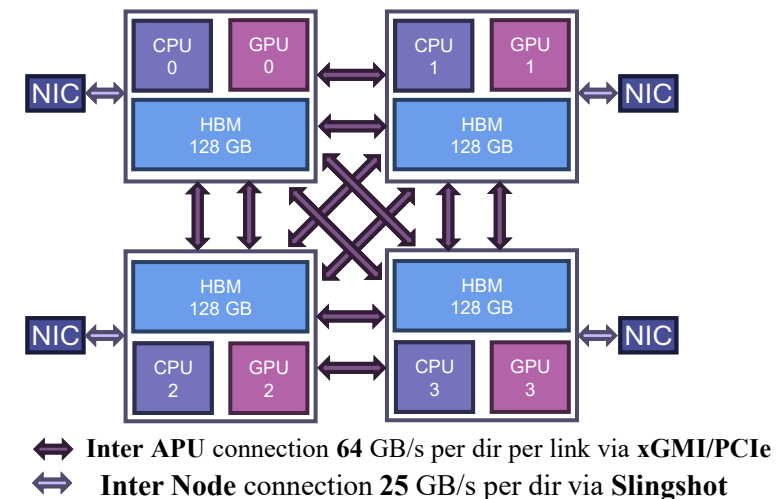 CPU
0
GPU
0
CPU
1
GPU
1
NIC
NIC
HBM
128 GB
HBM
128 GB
HBM
128 GB
HBM
128 GB
NIC
NIC
CPU
2
GPU
2
CPU
3
GPU
3
Inter APU connection 64 GB/s per dir per link via xGMI/PCIe
Inter Node connection 25 GB/s per dir via Slingshot